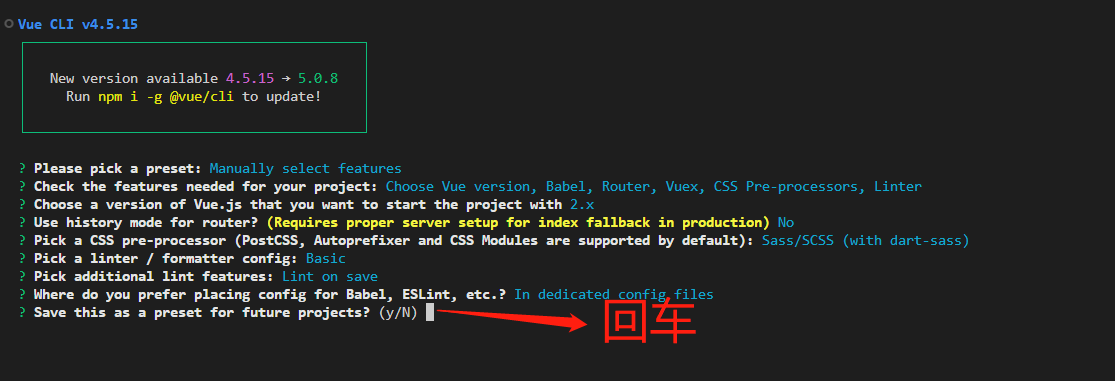 Vue CLI v4.5.15
New version available 4.5.15 → 5.0.8
Run npm i -g @vue/cli to update!
? Please pick a preset: Manually select features
? Check the features needed for your project: Choose Vue version, Babel, Router, Vuex, CSS Pre-processors, Linter
? Choose a version of Vue.js that you want to start the project with 2.x
? Use history mode for router? (Requires proper server setup for index fallback in production) No
? Pick a CSS pre-processor (PostCSS, Autoprefixer and CSS Modules are supported by default): Sass/SCSS (with dart-sass)
? Pick a linter / formatter config: Basic
? Pick additional lint features: Lint on save
? Where do you prefer placing config for Babel, ESLint, etc.? In dedicated config files
? Save this as a preset for future projects? (y/N)
回车